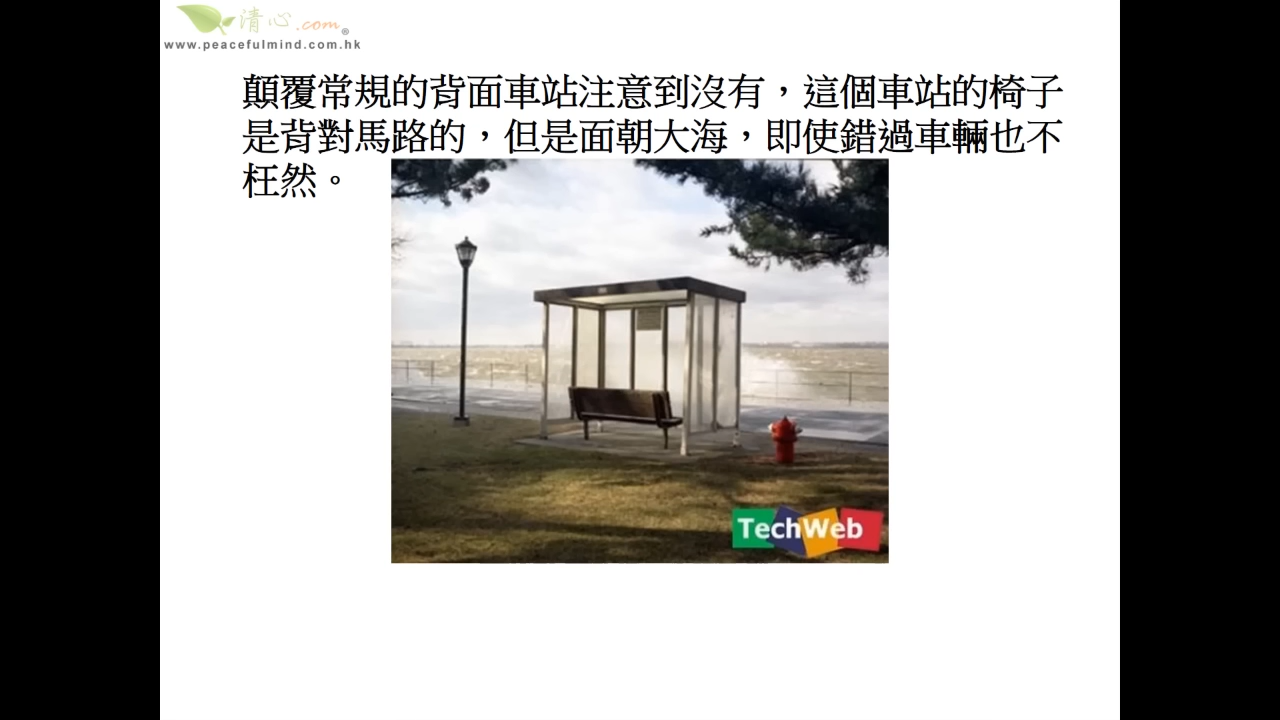 清心.com®
www.peacefulmind.com.hk
顛覆常規的背面車站注意到沒有，這個車站的椅子
是背對馬路的，但是面朝大海，即使錯過車輛也不
枉然。
TechWeb